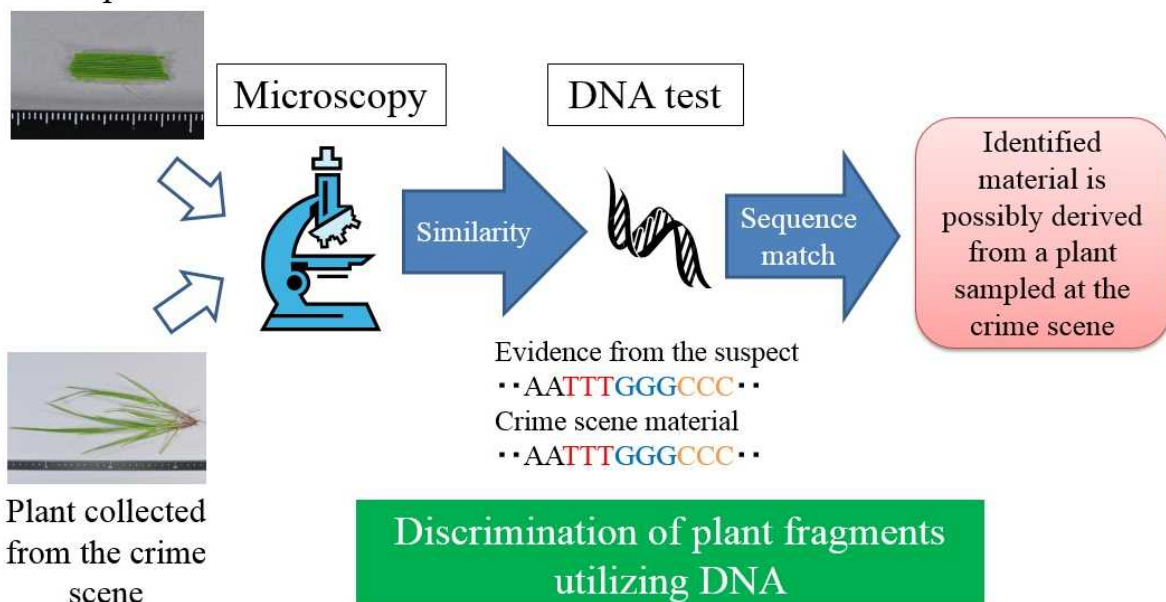 Microscopy
DNA test
Similarity
Sequence
match
Identified
material is
possibly derived
from a plant
sampled at the
crime scene
Evidence from the suspect
··AATTTGGGCCC··
Crime scene material
··AATTTGGGCCC··
Plant collected
from the crime
scene
Discrimination of plant fragments
utilizing DNA